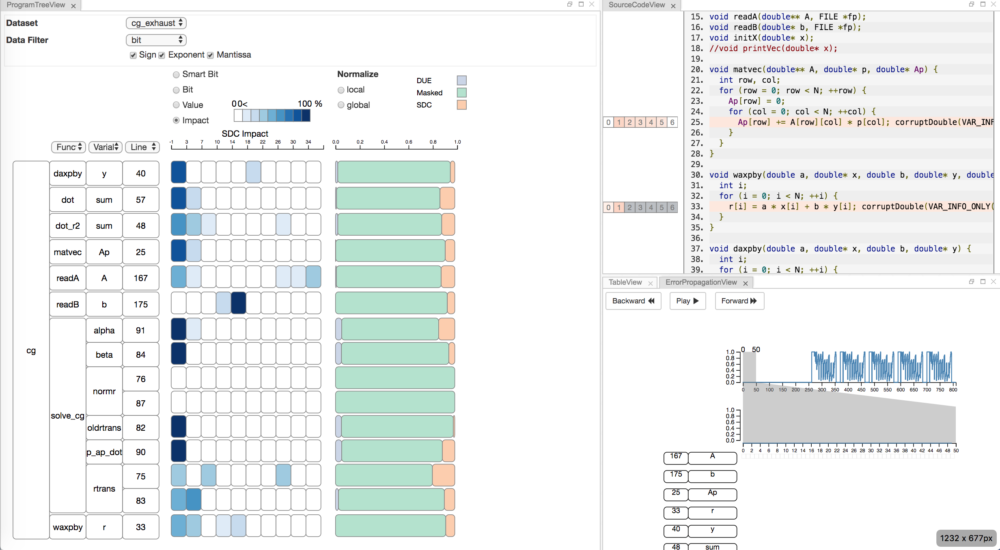 ProgramTreeView
Dataset
cg_exhaust
Data Filter
bit
Sign Exponent Mantissa
Smart Bit
Bit
Value
Impact
0 0< 100 %
Normalize
local
global
DUE
Masked
SDC
SDC Impact
Func Varial Line
-1 3 7 10 14 18 22 26 30 34
0.0 0.2 0.4 0.6 0.8 1.0
cg
daxpby y 40
dot sum 57
dot_r2 sum 48
matvec Ap 25
readA A 167
readB b 175
solve_cg
alpha 91
beta 84
normr
76
87
oldrtrans 82
p_ap_dot 90
rtrans
75
83
waxpby r 33
SourceCodeView
15. void readA(double** A, FILE *fp);
16. void readB(double* b, FILE *fp);
17. void initX(double* x);
18. //void printVec(double* x);
19.
20. void matvec(double** A, double* p, double* Ap) {
21. int row, col;
22. for (row = 0; row < N; ++row) {
23. Ap[row] = 0;
24. for (col = 0; col < N; ++col) {
0 1 2 3 4 5 6
25. Ap[row] += A[row][col] * p[col]; corruptDouble(VAR_INF
26. }
27. }
28. }
29.
30. void waxpby(double a, double* x, double b, double* y, double
31. int i;
32. for (i = 0; i < N; ++i) {
0 1 2 3 4 5 6
33. r[i] = a * x[i] + b * y[i]; corruptDouble(VAR_INFO_ONLY(
34. }
35. }
36.
37. void daxpby(double a, double* x, double b, double* y) {
38. int i;
39. for (i = 0; i < N; ++i) {
TableView
ErrorPropagationView
Backward Play Forward
0 50
1.0
0.8
0.6
0.4
0.2
0.0
0 50 100 150 200 250 300 350 400 450 500 550 600 650 700 750 800
1.0
0.8
0.6
0.4
0.2
0.0
0 2 4 6 8 10 12 14 16 18 20 22 24 26 28 30 32 34 36 38 40 42 44 46 48 50
167 A
175 b
25 Ap
33 r
40 y
48 sum
1232 x 677px